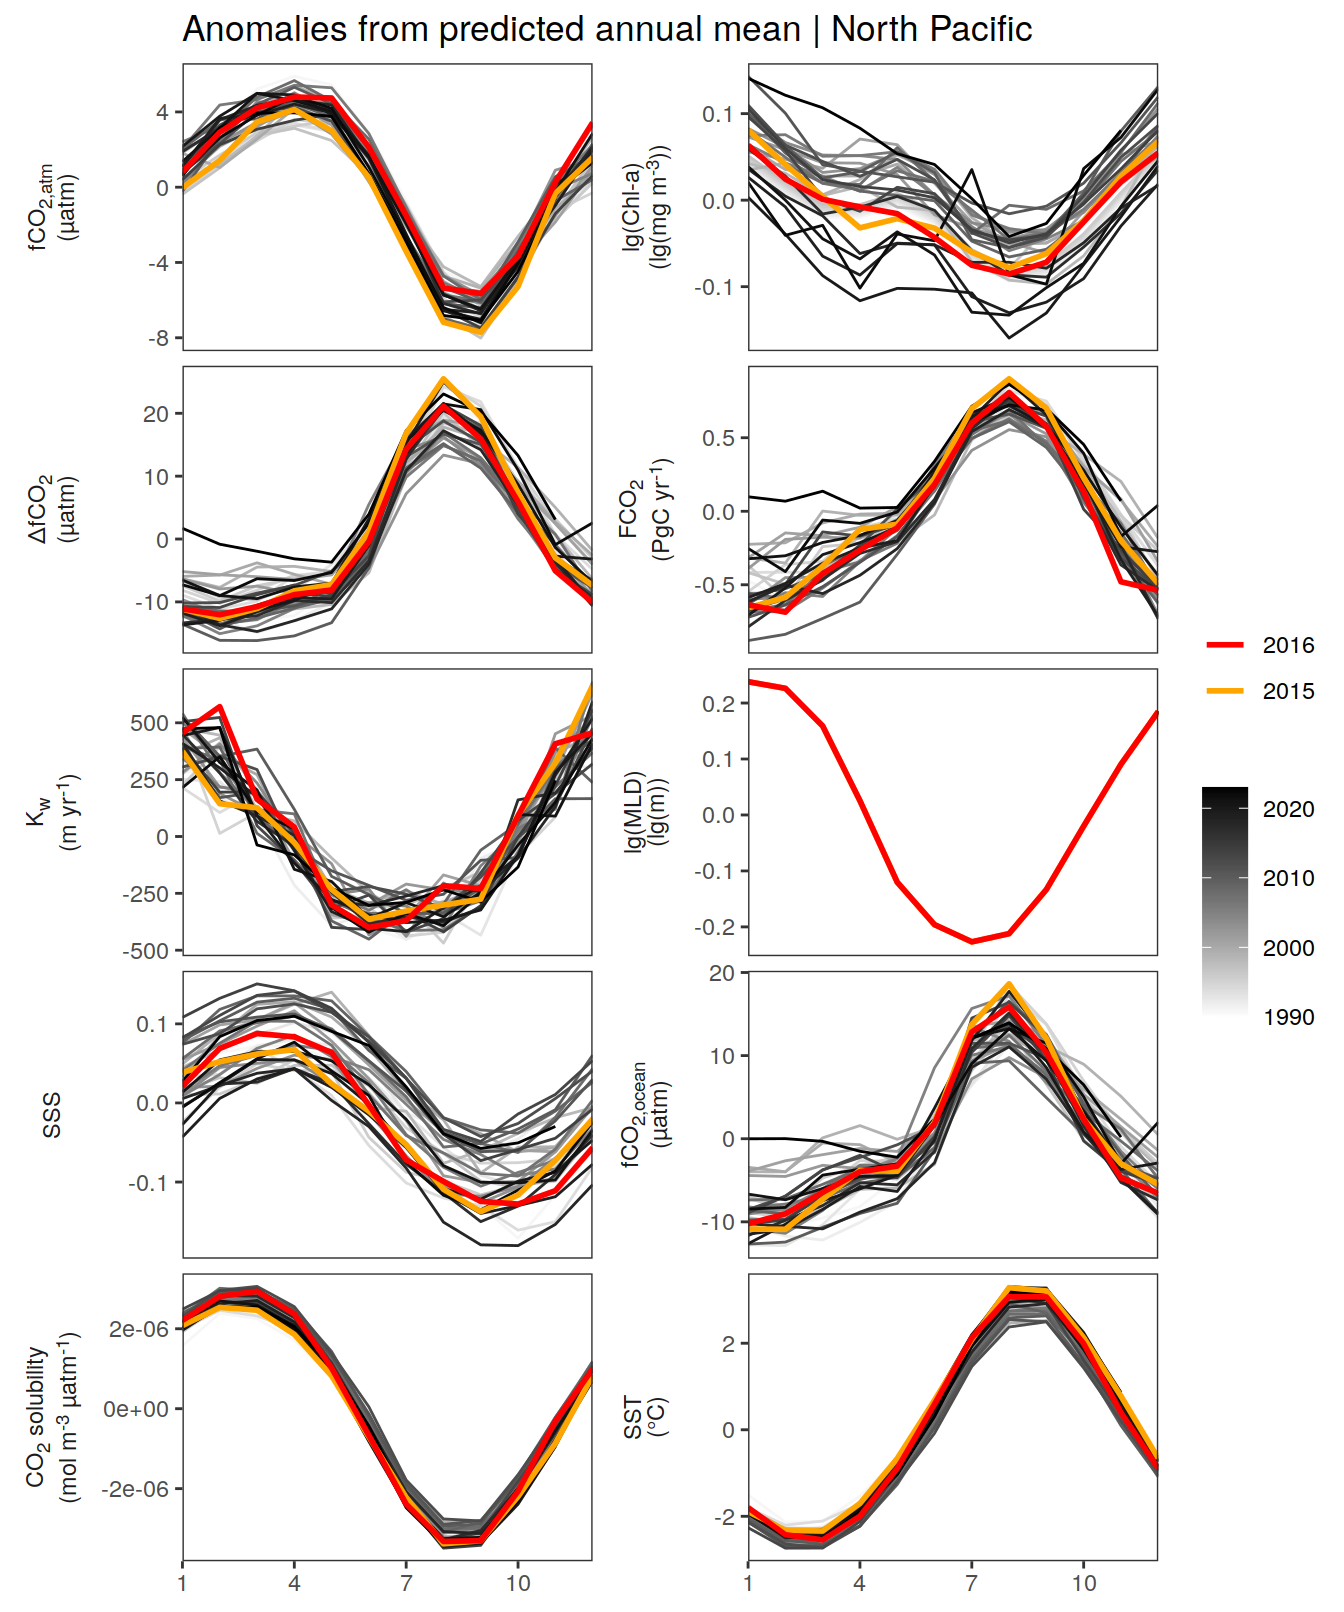 Anomalies from predicted annual mean | North Pacific
fCO2,atm
(µatm)
4
0
-4
-8
lg(Chl-a)
(lg(mg m-3))
0.1
0.0
-0.1
ΔfCO2
(µatm)
20
10
0
-10
FCO2
(PgC yr-1)
0.5
0.0
-0.5
Kw
(m yr-1)
500
250
0
-250
-500
lg(MLD)
(lg(m))
0.2
0.1
0.0
-0.1
-0.2
SSS
0.1
0.0
-0.1
fCO2,ocean
(µatm)
20
10
0
-10
CO2 solubility
(mol m-3 µatm-1)
2e-06
0e+00
-2e-06
SST
(°C)
2
0
-2
1 4 7 10
1 4 7 10
2016
2015
2020
2010
2000
1990